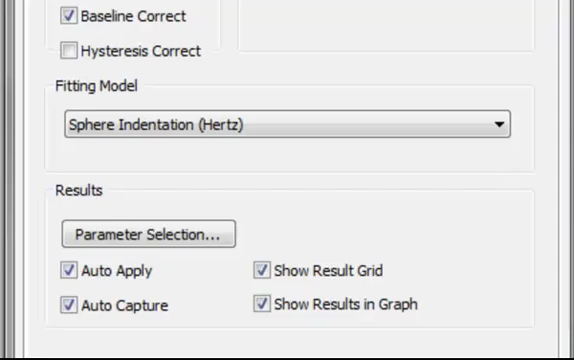 Baseline Correct
Hysteresis Correct
Fitting Model
Sphere Indentation (Hertz)
Results
Parameter Selection...
Auto Apply
Show Result Grid
Auto Capture
Show Results in Graph